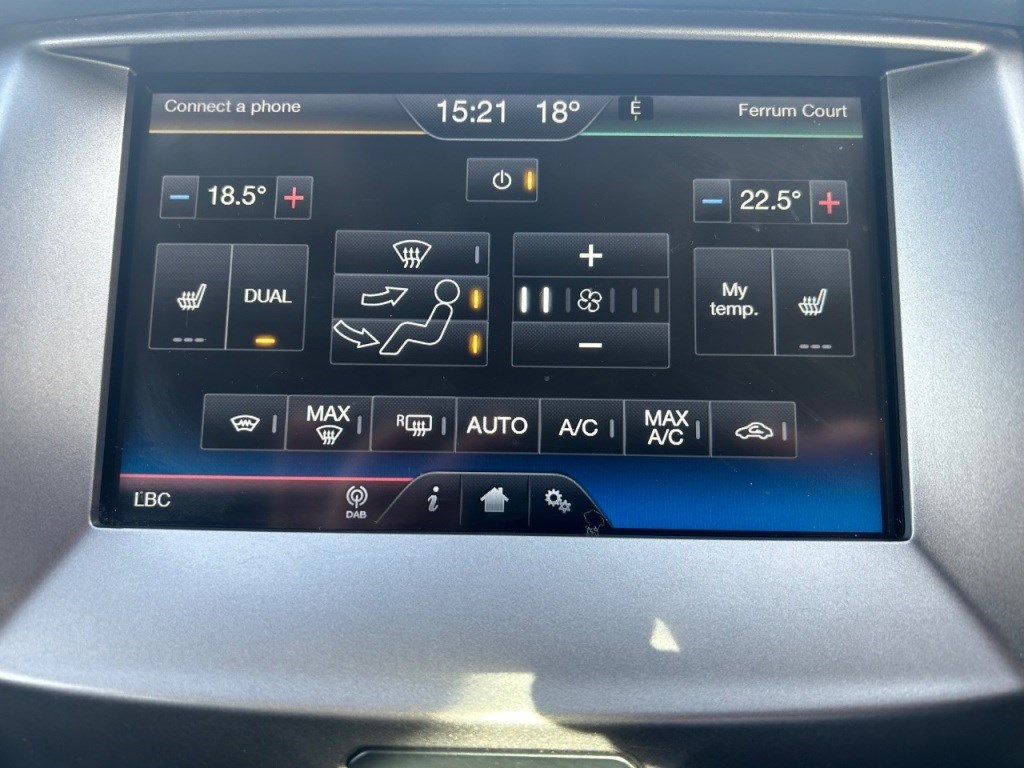 Connect a phone
15:21 18°
E
Ferrum Court
− 18.5° +
− 22.5° +
DUAL
+
−
My
temp.
MAX
R
AUTO
A/C
MAX
A/C
LBC
DAB
i